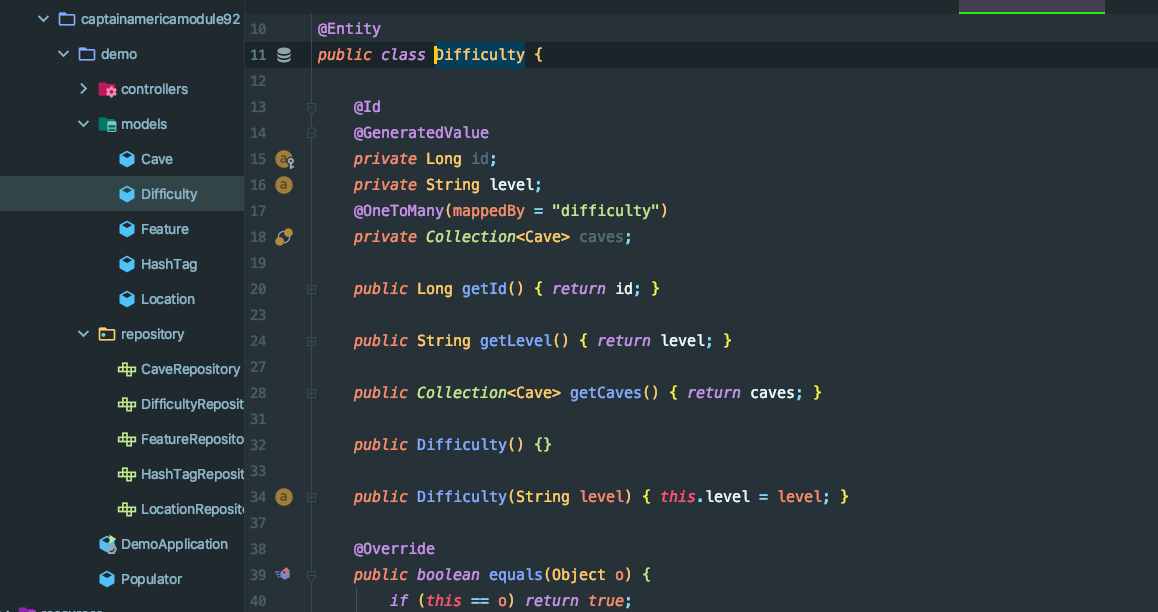 captainamericamodule92
demo
controllers
models
Cave
Difficulty
Feature
HashTag
Location
repository
CaveRepository
DifficultyReposit
FeatureReposito
HashTagReposit
LocationReposit
DemoApplication
Populator
10 @Entity
11 public class Difficulty {
12
13 @Id
14 @GeneratedValue
15 private Long id;
16 private String level;
17 @OneToMany(mappedBy = "difficulty")
18 private Collection<Cave> caves;
19
20 public Long getId() { return id; }
23
24 public String getLevel() { return level; }
27
28 public Collection<Cave> getCaves() { return caves; }
31
32 public Difficulty() {}
33
34 public Difficulty(String level) { this.level = level; }
37
38 @Override
39 public boolean equals(Object o) {
40 if (this == o) return true;